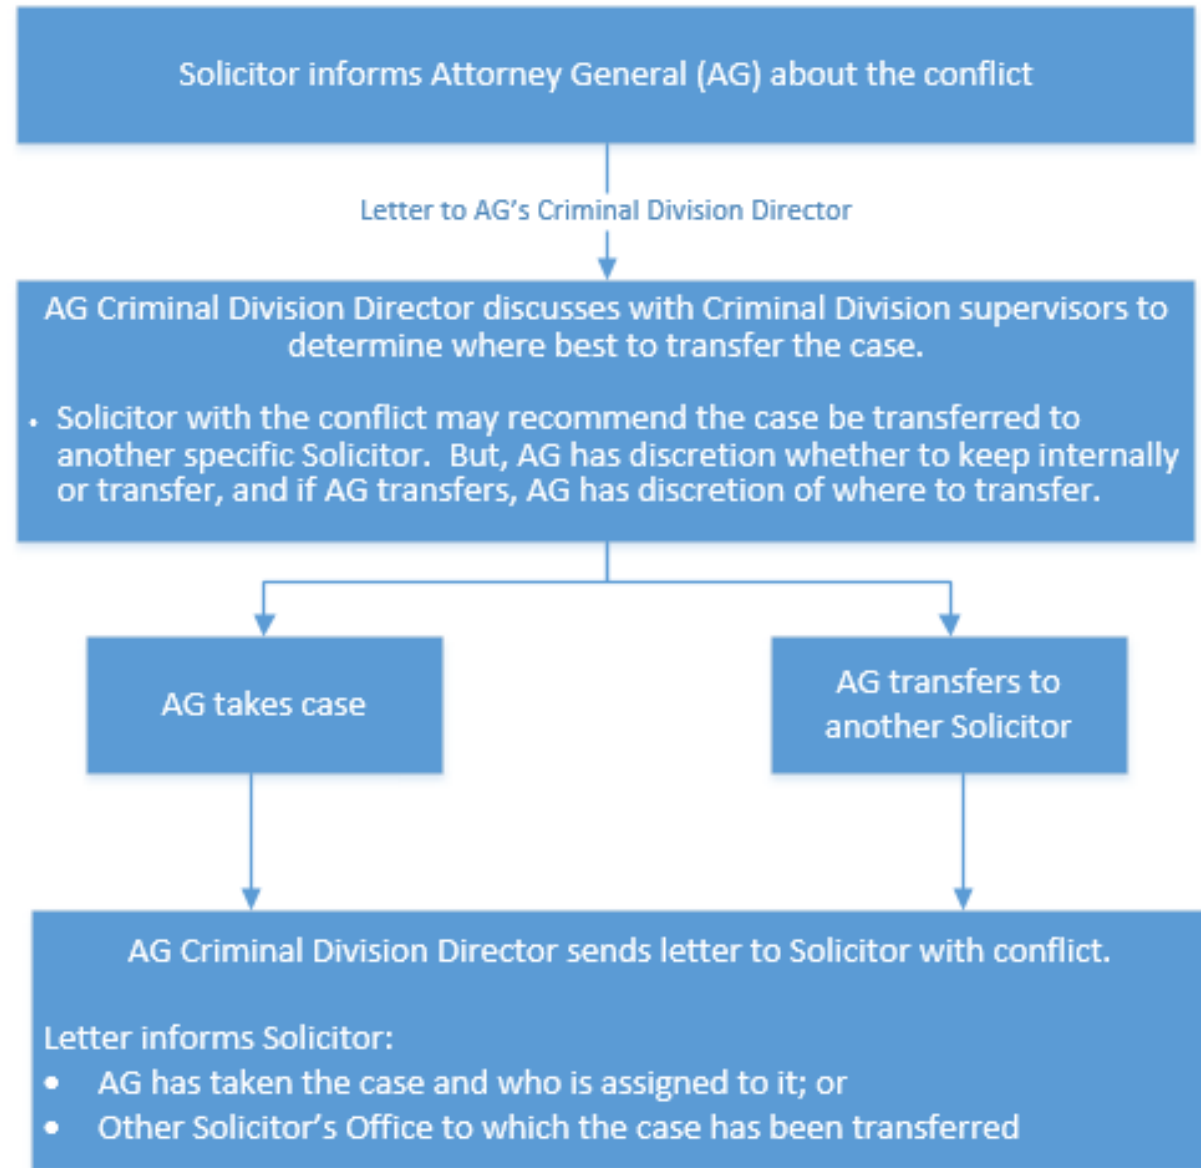 Solicitor informs Attorney General (AG) about the conflict
Letter to AG's Criminal Division Director
AG Criminal Division Director discusses with Criminal Division supervisors to
determine where best to transfer the case.
• Solicitor with the conflict may recommend the case be transferred to
another specific Solicitor.  But, AG has discretion whether to keep internally
or transfer, and if AG transfers, AG has discretion of where to transfer.
AG takes case
AG transfers to
another Solicitor
AG Criminal Division Director sends letter to Solicitor with conflict.
Letter informs Solicitor:
• AG has taken the case and who is assigned to it; or
• Other Solicitor's Office to which the case has been transferred